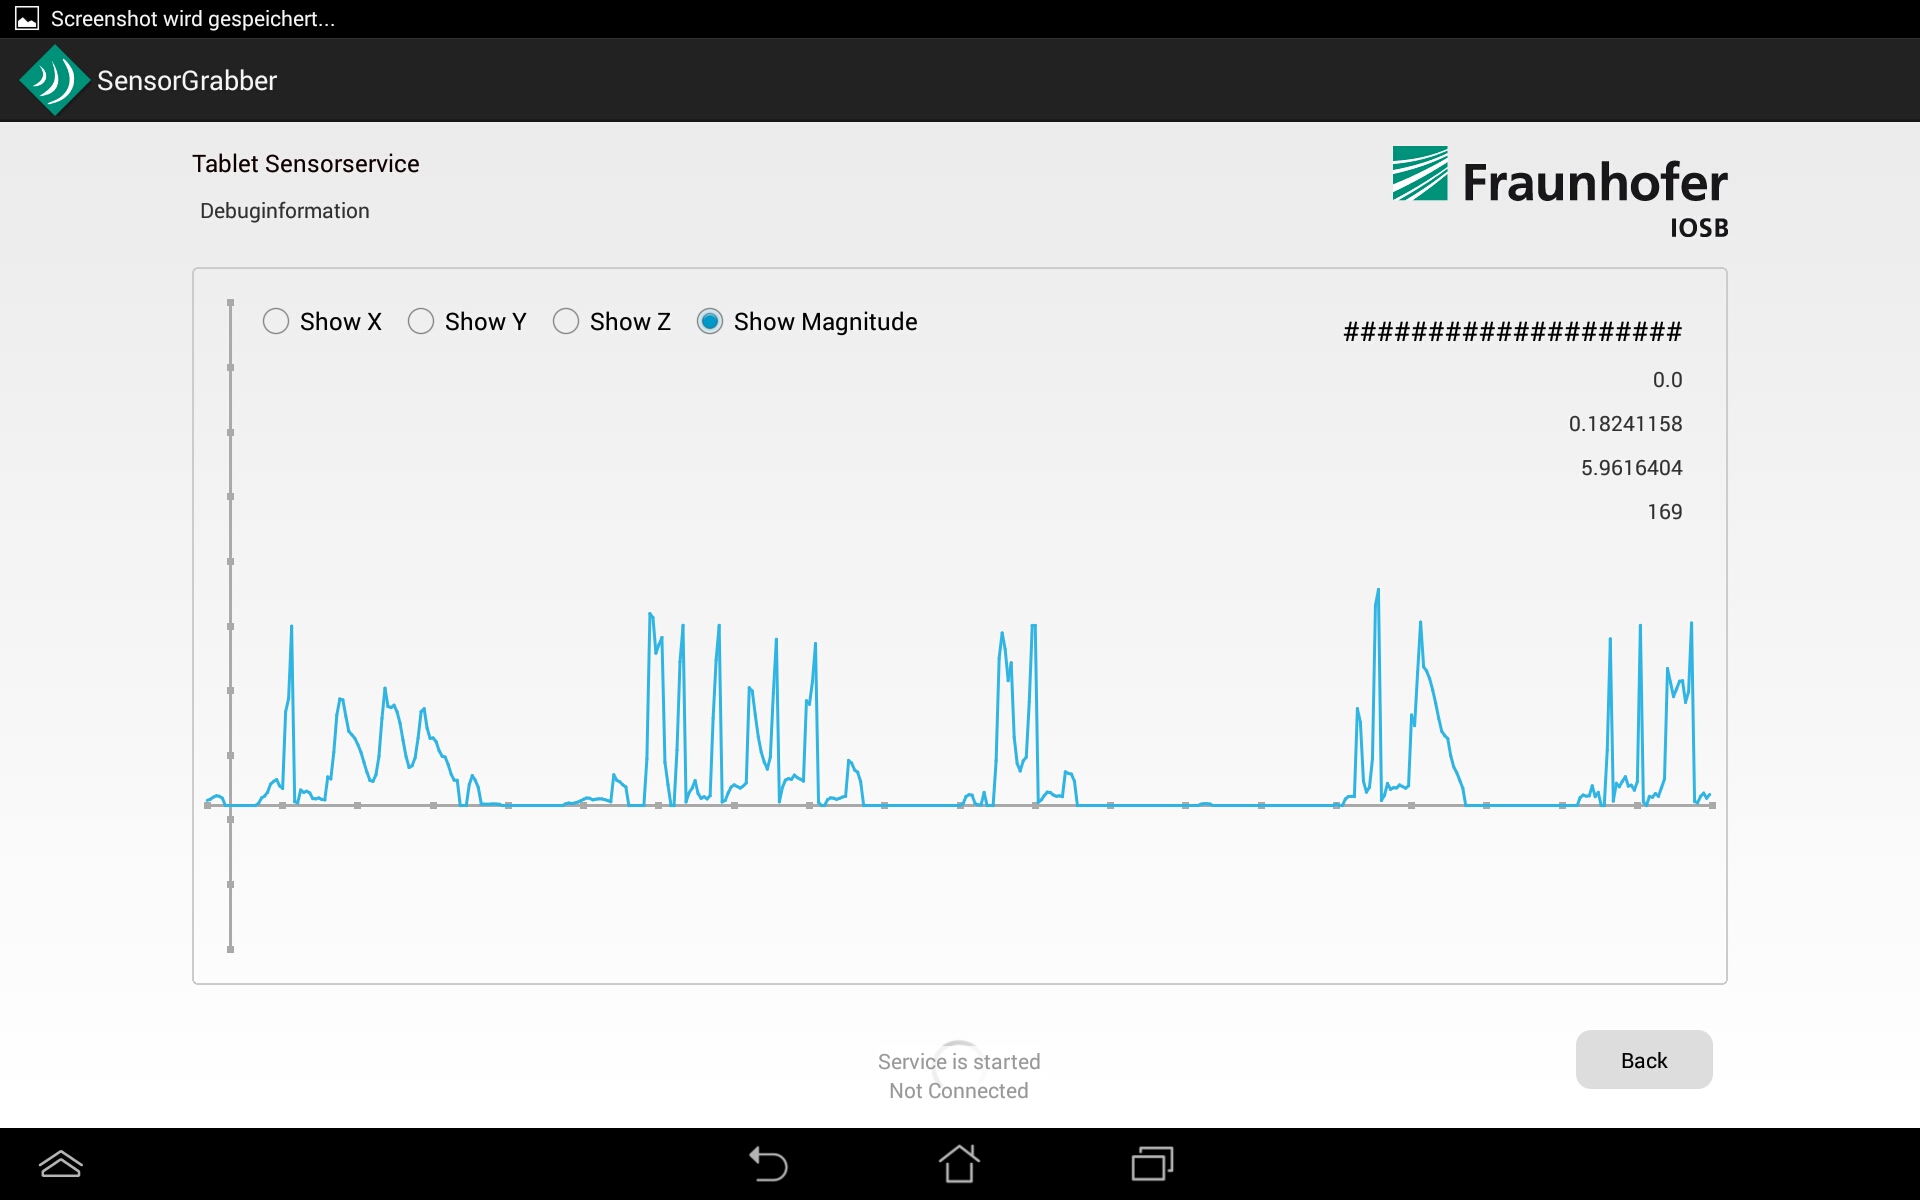 Screenshot wird gespeichert...
SensorGrabber
Tablet Sensorservice
Debuginformation
Fraunhofer
IOSB
Show X Show Y Show Z Show Magnitude
####################
0.0
0.18241158
5.9616404
169
Service is started
Not Connected
Back